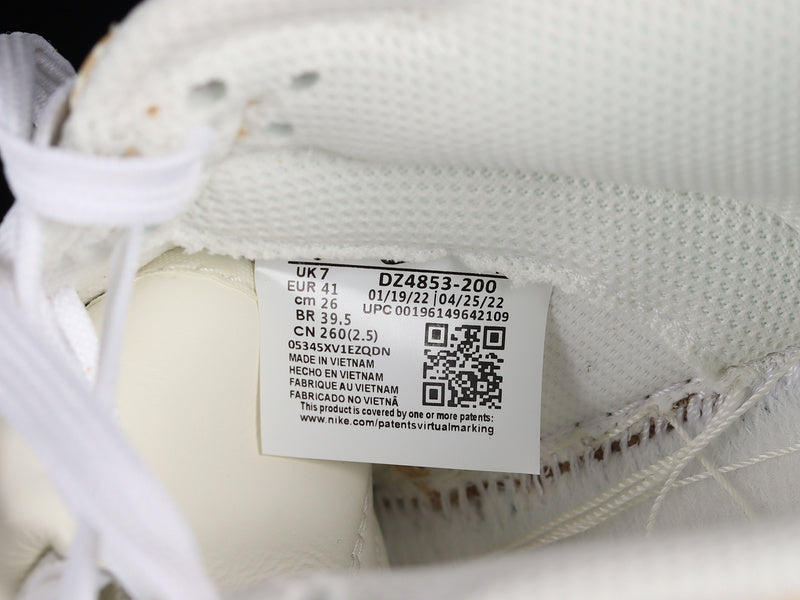 UK 7
EUR 41
cm 26
BR 39.5
CN 260(2.5)
05345XV1EZQDN
MADE IN VIETNAM
HECHO EN VIETNAM
FABRIQUE AU VIETNAM
FABRICADO NO VIETNÃ
DZ4853-200
01/19/22 | 04/25/22
UPC 00196149642109
This product is covered by one or more patents:
www.nike.com/patentsvirtualmarking